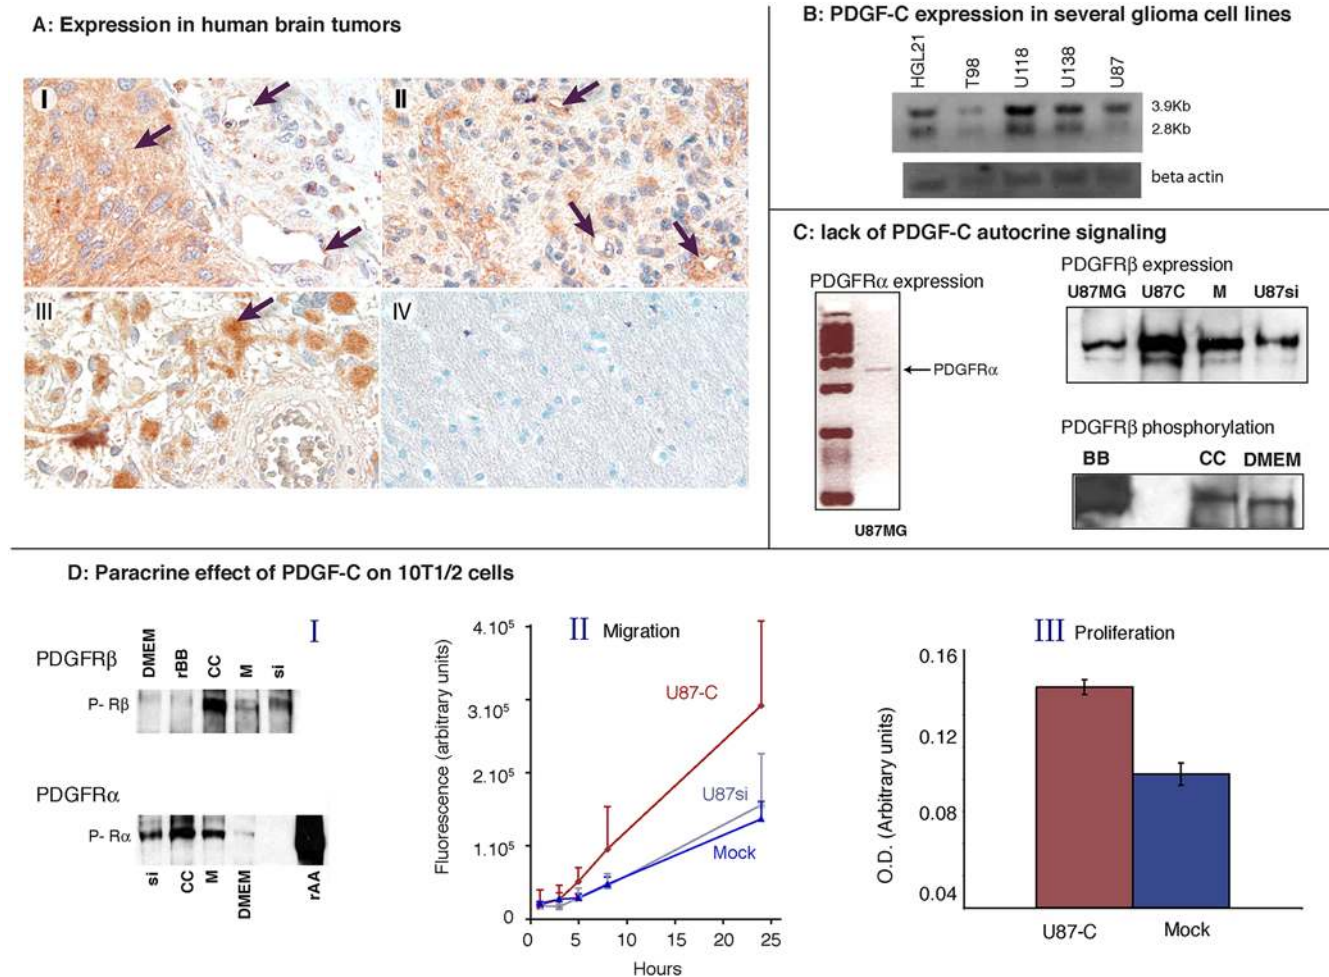 A: Expression in human brain tumors
I
II
III
IV
B: PDGF-C expression in several glioma cell lines
HGL21
T98
U118
U138
U87
3.9Kb
2.8Kb
beta actin
C: lack of PDGF-C autocrine signaling
PDGFRα expression
PDGFRα
U87MG
PDGFRβ expression
U87MG U87C M U87si
PDGFRβ phosphorylation
BB CC DMEM
D: Paracrine effect of PDGF-C on 10T1/2 cells
I
PDGFRβ
DMEM
rBB
CC
M
si
P- Rβ
PDGFRα
P- Rα
si
CC
M
DMEM
rAA
II Migration
Fluorescence (arbitrary units)
4.10⁵
3.10⁵
2.10⁵
1.10⁵
0
U87-C
U87si
Mock
0 5 10 15 20 25
Hours
III Proliferation
O.D. (Arbitrary units)
0.16
0.12
0.08
0.04
U87-C Mock